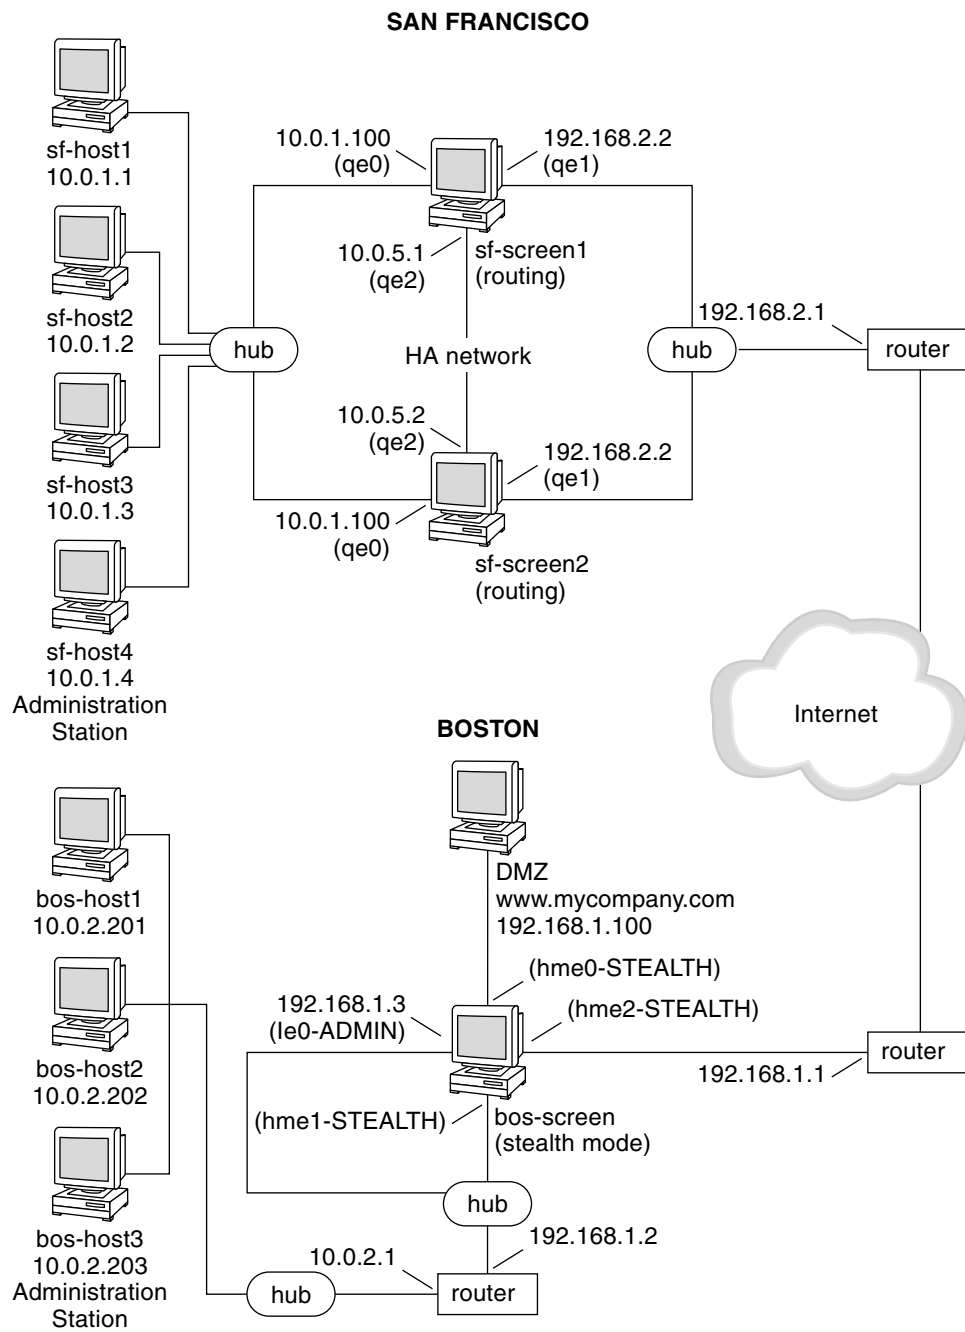 SAN FRANCISCO
sf-host1
10.0.1.1
sf-host2
10.0.1.2
sf-host3
10.0.1.3
sf-host4
10.0.1.4
Administration
Station
hub
10.0.1.100
(qe0)
192.168.2.2
(qe1)
10.0.5.1
(qe2)
sf-screen1
(routing)
HA network
10.0.5.2
(qe2)
192.168.2.2
(qe1)
10.0.1.100
(qe0)
sf-screen2
(routing)
hub
192.168.2.1
router
Internet
BOSTON
DMZ
www.mycompany.com
192.168.1.100
bos-host1
10.0.2.201
bos-host2
10.0.2.202
bos-host3
10.0.2.203
Administration
Station
(hme0-STEALTH)
192.168.1.3
(le0-ADMIN)
(hme2-STEALTH)
router
192.168.1.1
(hme1-STEALTH)
bos-screen
(stealth mode)
hub
192.168.1.2
10.0.2.1
hub
router